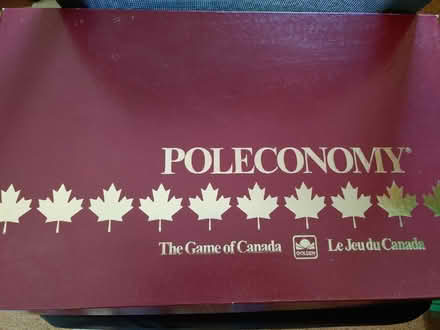 POLECONOMY®
The Game of Canada GOLDEN Le Jeu du Canada